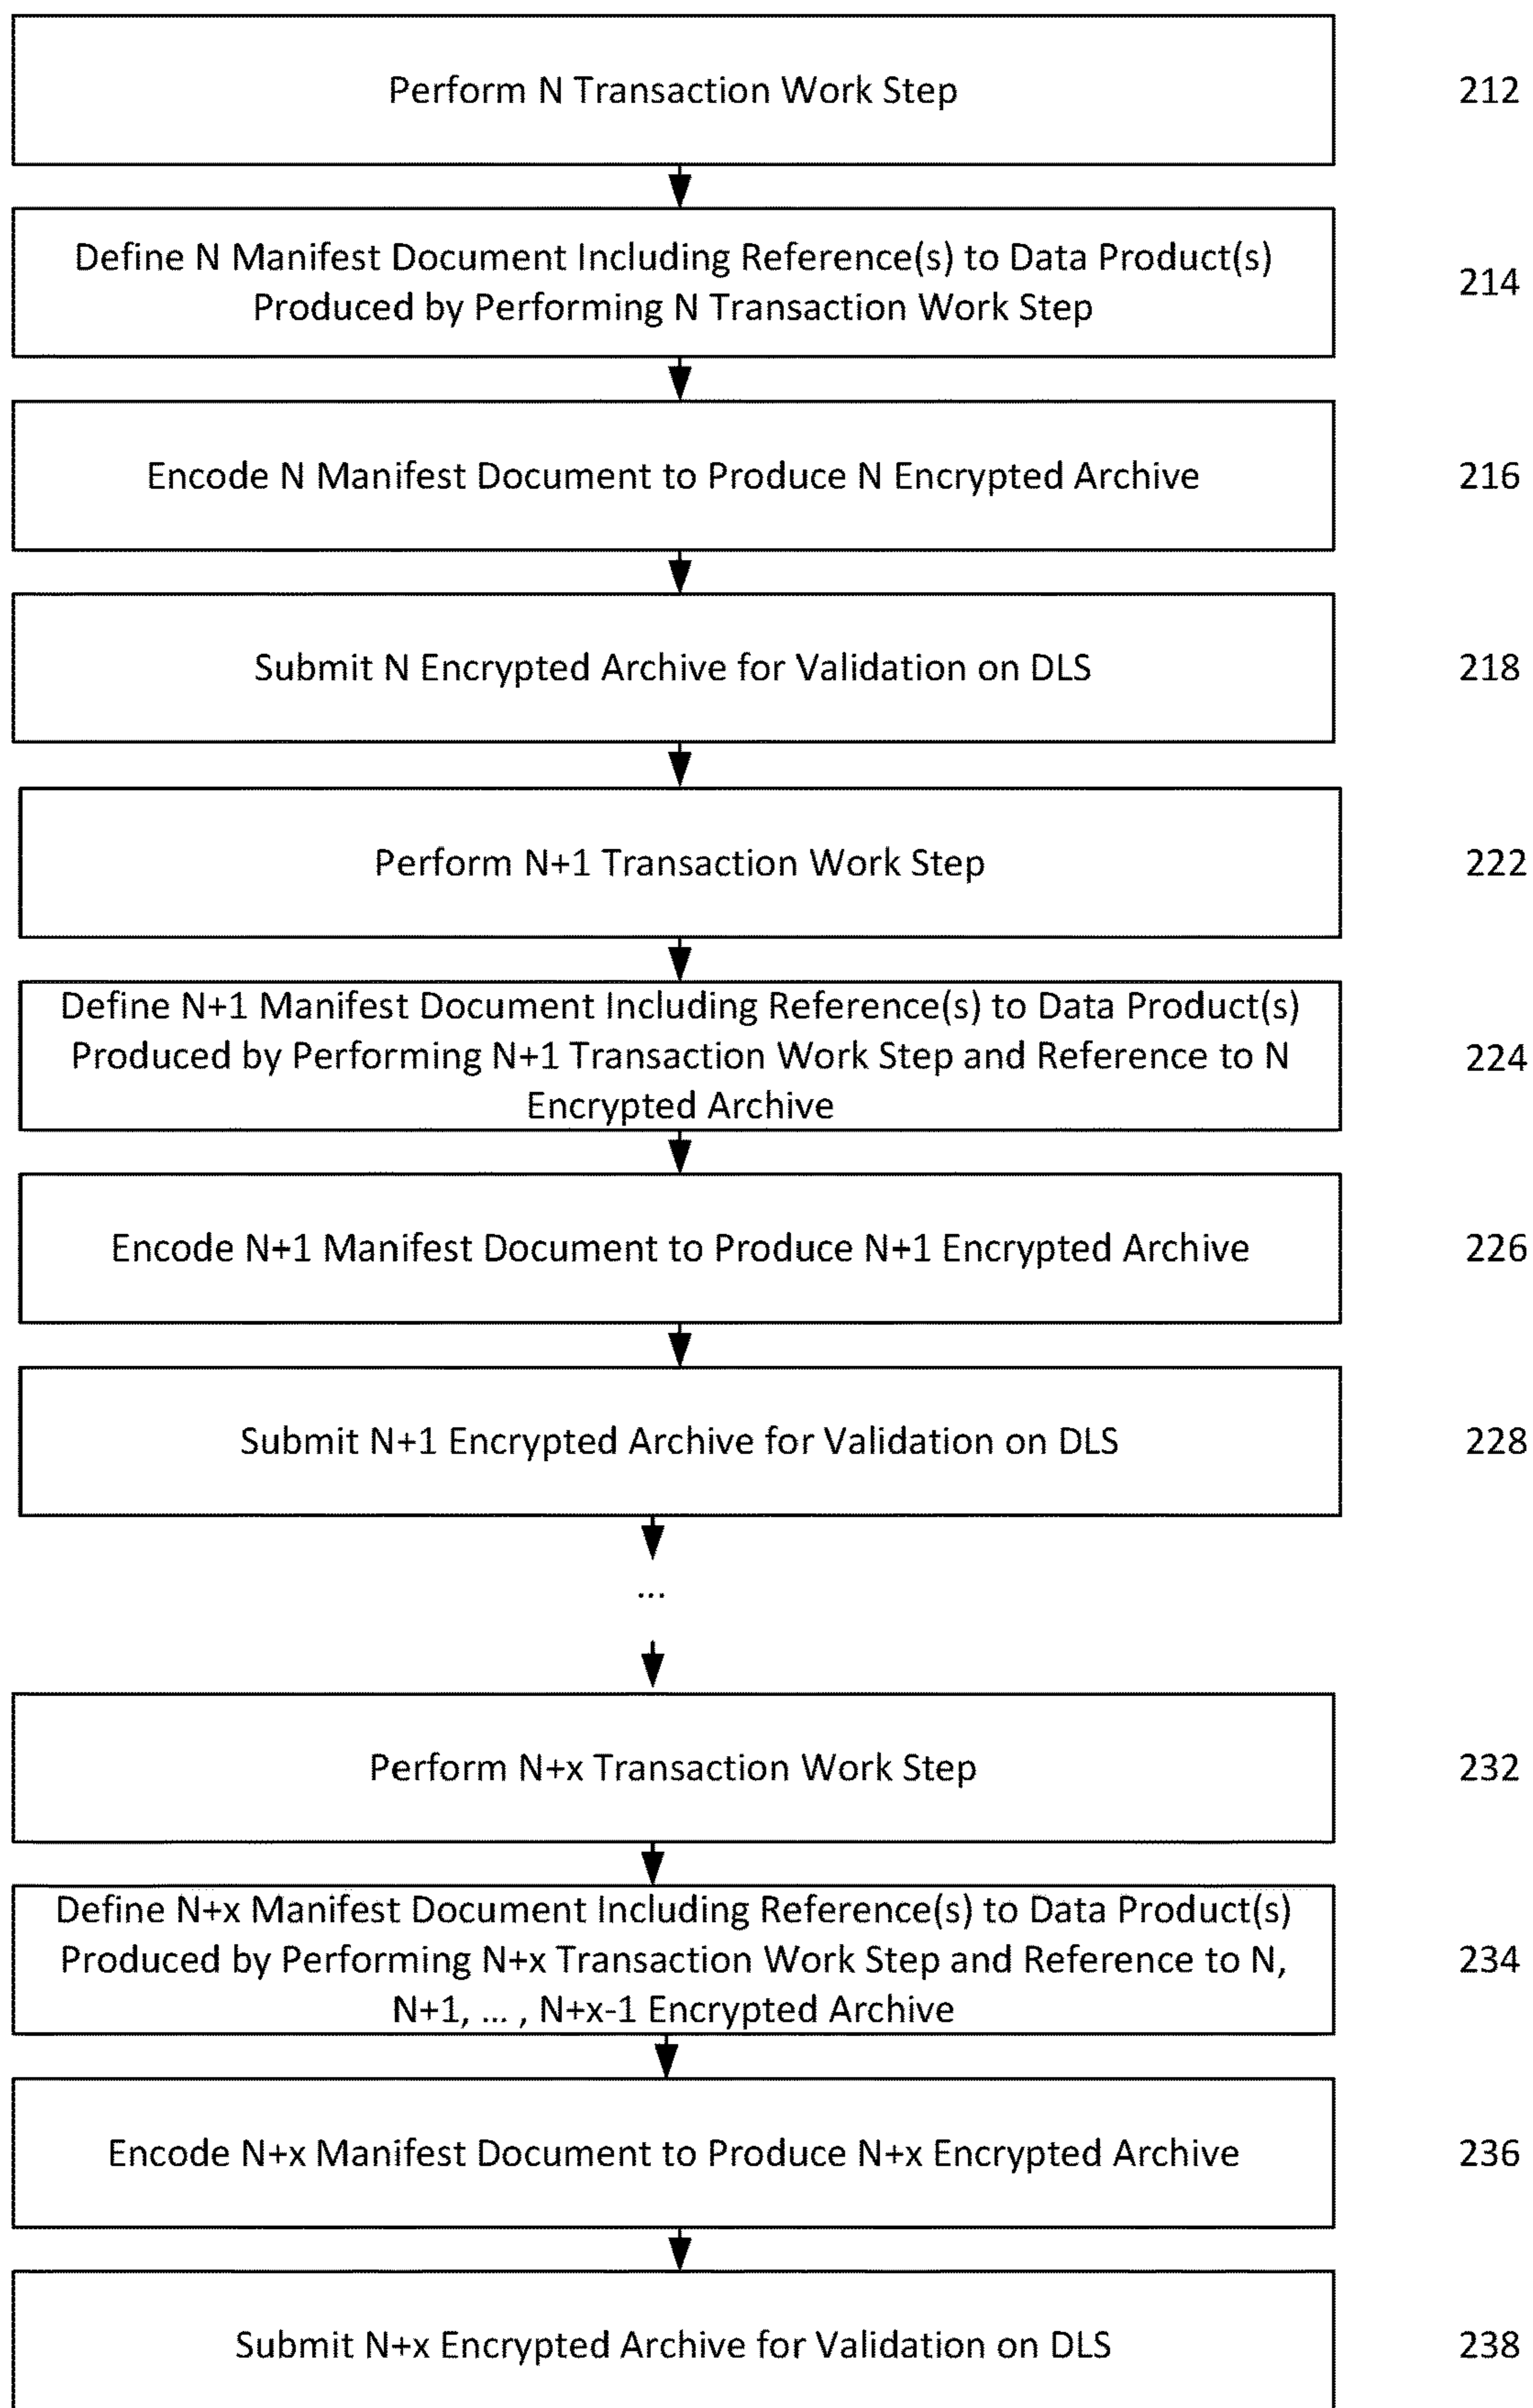 Perform N Transaction Work Step
212
Define N Manifest Document Including Reference(s) to Data Product(s)
Produced by Performing N Transaction Work Step
214
Encode N Manifest Document to Produce N Encrypted Archive
216
Submit N Encrypted Archive for Validation on DLS
218
Perform N+1 Transaction Work Step
222
Define N+1 Manifest Document Including Reference(s) to Data Product(s)
Produced by Performing N+1 Transaction Work Step and Reference to N
Encrypted Archive
224
Encode N+1 Manifest Document to Produce N+1 Encrypted Archive
226
Submit N+1 Encrypted Archive for Validation on DLS
228
...
Perform N+x Transaction Work Step
232
Define N+x Manifest Document Including Reference(s) to Data Product(s)
Produced by Performing N+x Transaction Work Step and Reference to N,
N+1, ... , N+x-1 Encrypted Archive
234
Encode N+x Manifest Document to Produce N+x Encrypted Archive
236
Submit N+x Encrypted Archive for Validation on DLS
238